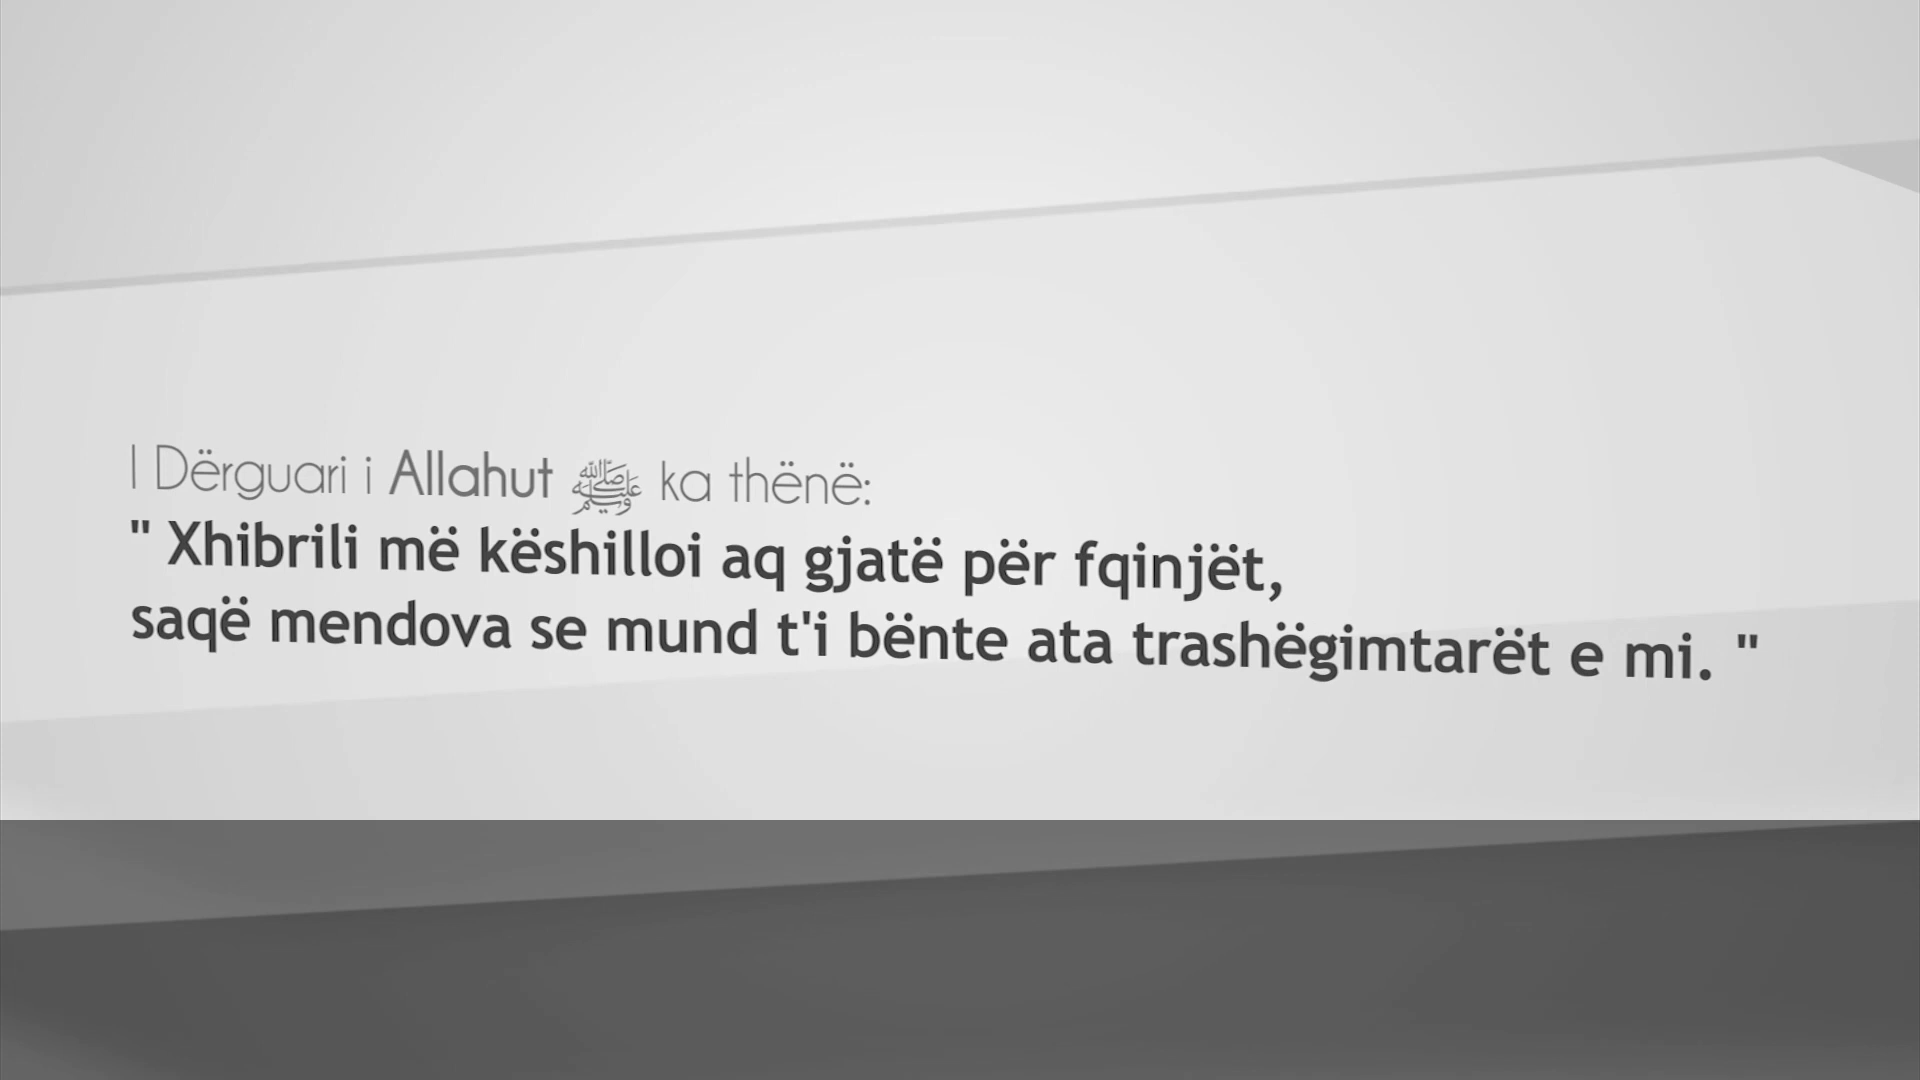 I Dërguari i Allahut ﷺ ka thënë:
" Xhibrili më këshilloi aq gjatë për fqinjët,
saqë mendova se mund t'i bënte ata trashëgimtarët e mi. "